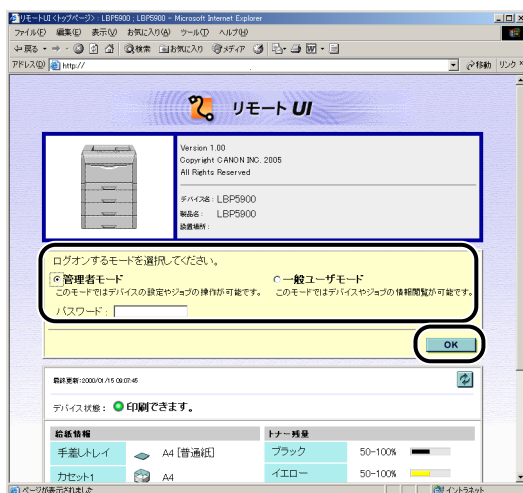 リモートUI <トップページ> : LBP5900 ; LBP5900 - Microsoft Internet Explorer
ファイル(F) 編集(E) 表示(V) お気に入り(A) ツール(T) ヘルプ(H)
戻る 検索 お気に入り メディア
アドレス(D) http:// 移動 リンク
リモート UI
Version 1.00
Copyright CANON INC. 2005
All Rights Reserved
デバイス名 : LBP5900
製品名 : LBP5900
設置場所 :
ログオンするモードを選択してください。
管理者モード 一般ユーザモード
このモードではデバイスの設定やジョブの操作が可能です。 このモードではデバイスやジョブの情報閲覧が可能です。
パスワード :
OK
最終更新 : 2000/01/15 09:07:45
デバイス状態 : 印刷できます。
給紙情報 トナー残量
手差しトレイ A4 [普通紙] ブラック 50-100%
カセット1 A4 イエロー 50-100%
ページが表示されました イントラネット